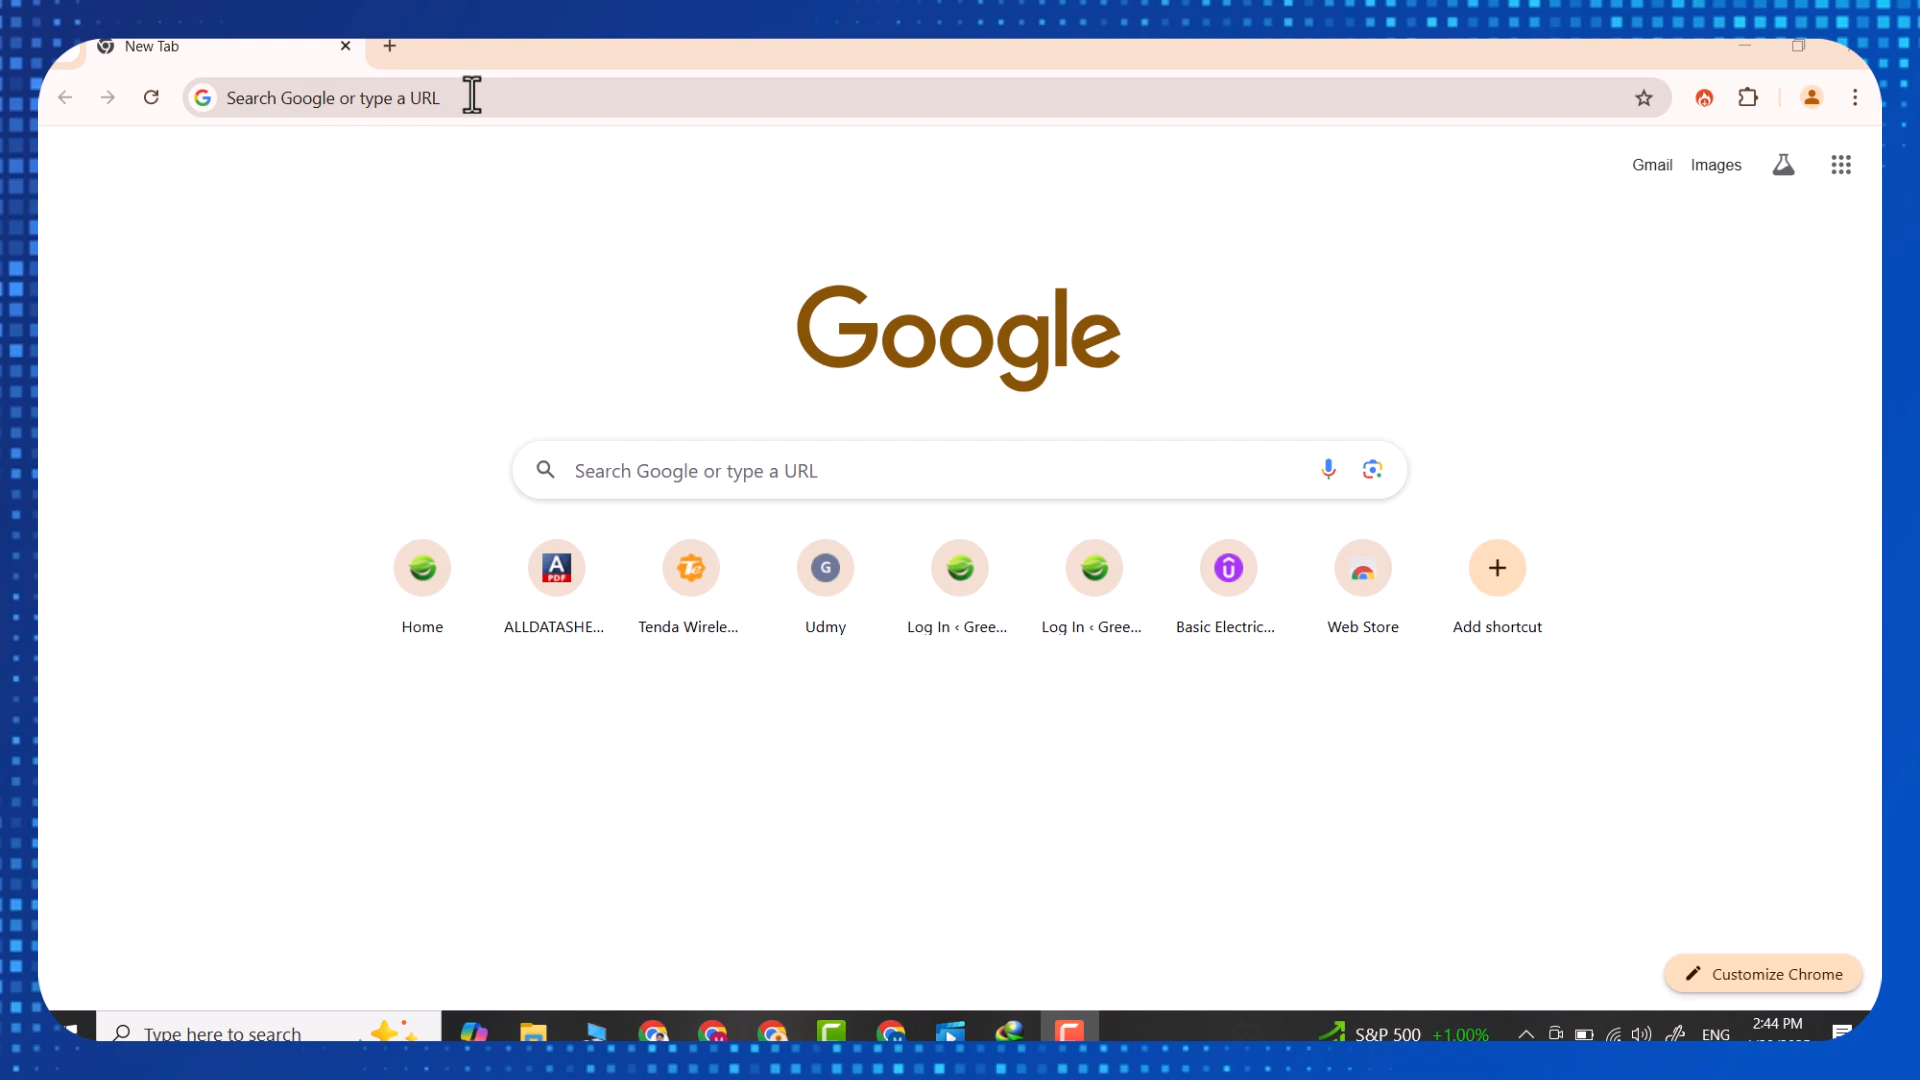 New Tab
Search Google or type a URL
Gmail Images
Google
Search Google or type a URL
G
A
PDF
Te
Home ALLDATASHE... Tenda Wirele... Udmy Log In ‹ Gree... Log In ‹ Gree... Basic Electric... Web Store Add shortcut
Customize Chrome
Type here to search
S&P 500 +1.00%
ENG
2:44 PM